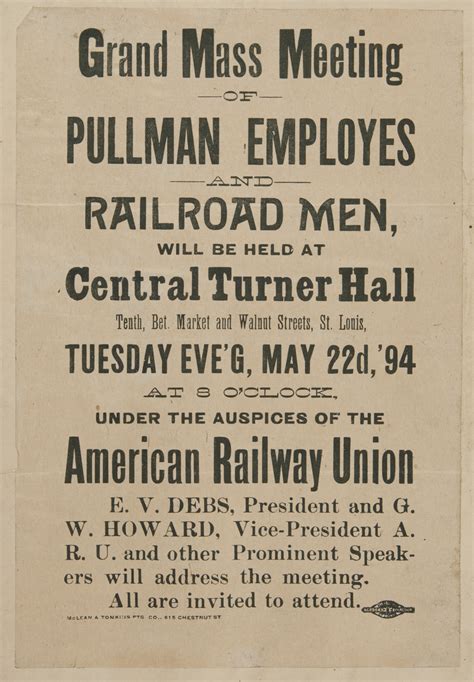 Grand Mass Meeting
OF
PULLMAN EMPLOYES
AND
RAILROAD MEN,
WILL BE HELD AT
Central Turner Hall
Tenth, Bet. Market and Walnut Streets, St. Louis,
TUESDAY EVE'G, MAY 22d,'94
AT 8 O'CLOCK,
UNDER THE AUSPICES OF THE
American Railway Union
E. V. DEBS, President and G.
W. HOWARD, Vice-President A.
R. U. and other Prominent Speak-
ers will address the meeting.
All are invited to attend.
McLEAN & TOMKINS PTG. CO., 615 CHESTNUT ST